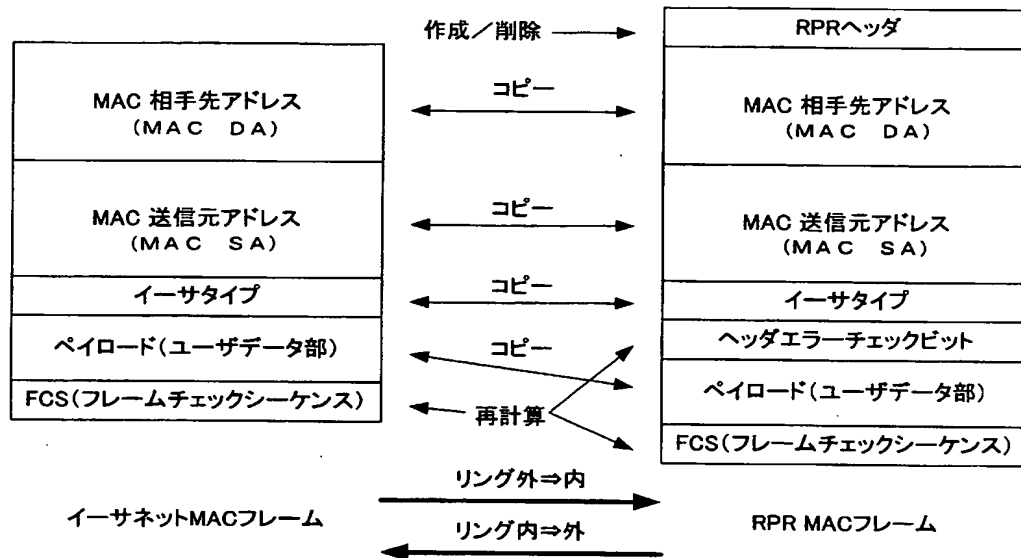 作成／削除
RPRヘッダ
MAC 相手先アドレス
(MAC DA)
コピー
MAC 相手先アドレス
(MAC DA)
MAC 送信元アドレス
(MAC SA)
コピー
MAC 送信元アドレス
(MAC SA)
イーサタイプ
コピー
イーサタイプ
ペイロード(ユーザデータ部)
コピー
ヘッダエラーチェックビット
ペイロード(ユーザデータ部)
FCS(フレームチェックシーケンス)
再計算
FCS(フレームチェックシーケンス)
リング外⇒内
イーサネットMACフレーム
リング内⇒外
RPR MACフレーム